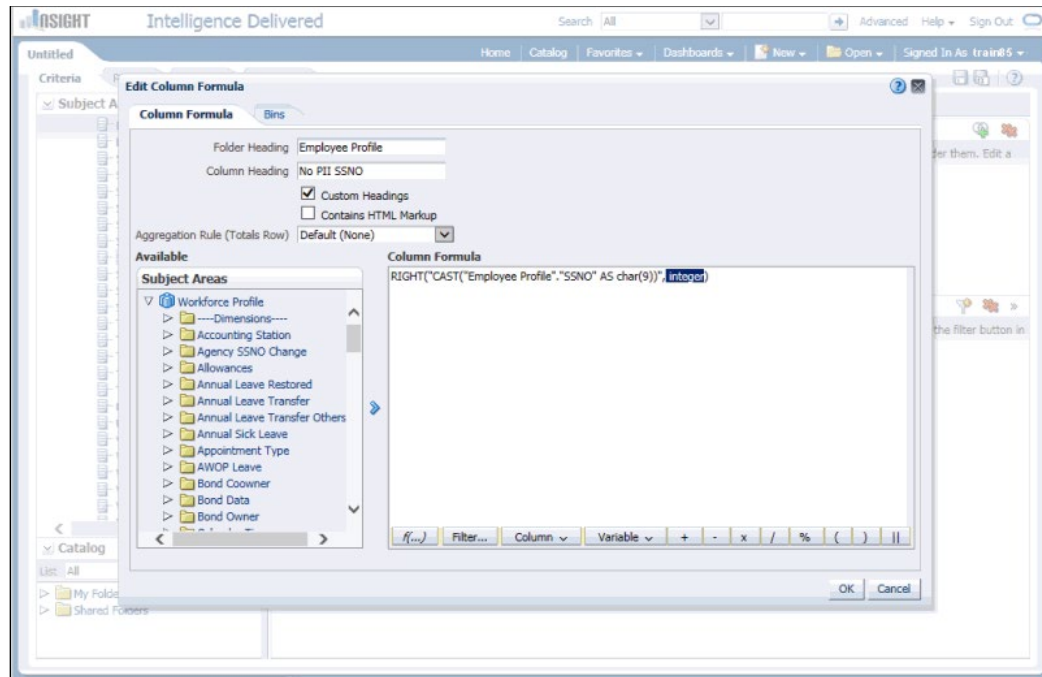 INSIGHT Intelligence Delivered Search All Advanced Help Sign Out
Untitled Home Catalog Favorites Dashboards New Open Signed In As train85
Criteria
Subject A
Edit Column Formula
Column Formula Bins
der them. Edit a
Folder Heading Employee Profile
Column Heading No PII SSNO
Custom Headings
Contains HTML Markup
Aggregation Rule (Totals Row) Default (None)
Available Column Formula
Subject Areas
RIGHT("CAST("Employee Profile"."SSNO" AS char(9))", integer)
Workforce Profile
----Dimensions----
Accounting Station
Agency SSNO Change
Allowances
Annual Leave Restored
Annual Leave Transfer
Annual Leave Transfer Others
Annual Sick Leave
Appointment Type
AWOP Leave
Bond Coowner
Bond Data
Bond Owner
» the filter button in
f(...) Filter... Column Variable + - x / % ( ) ||
Catalog
List All
My Folde
Shared Folders
OK Cancel